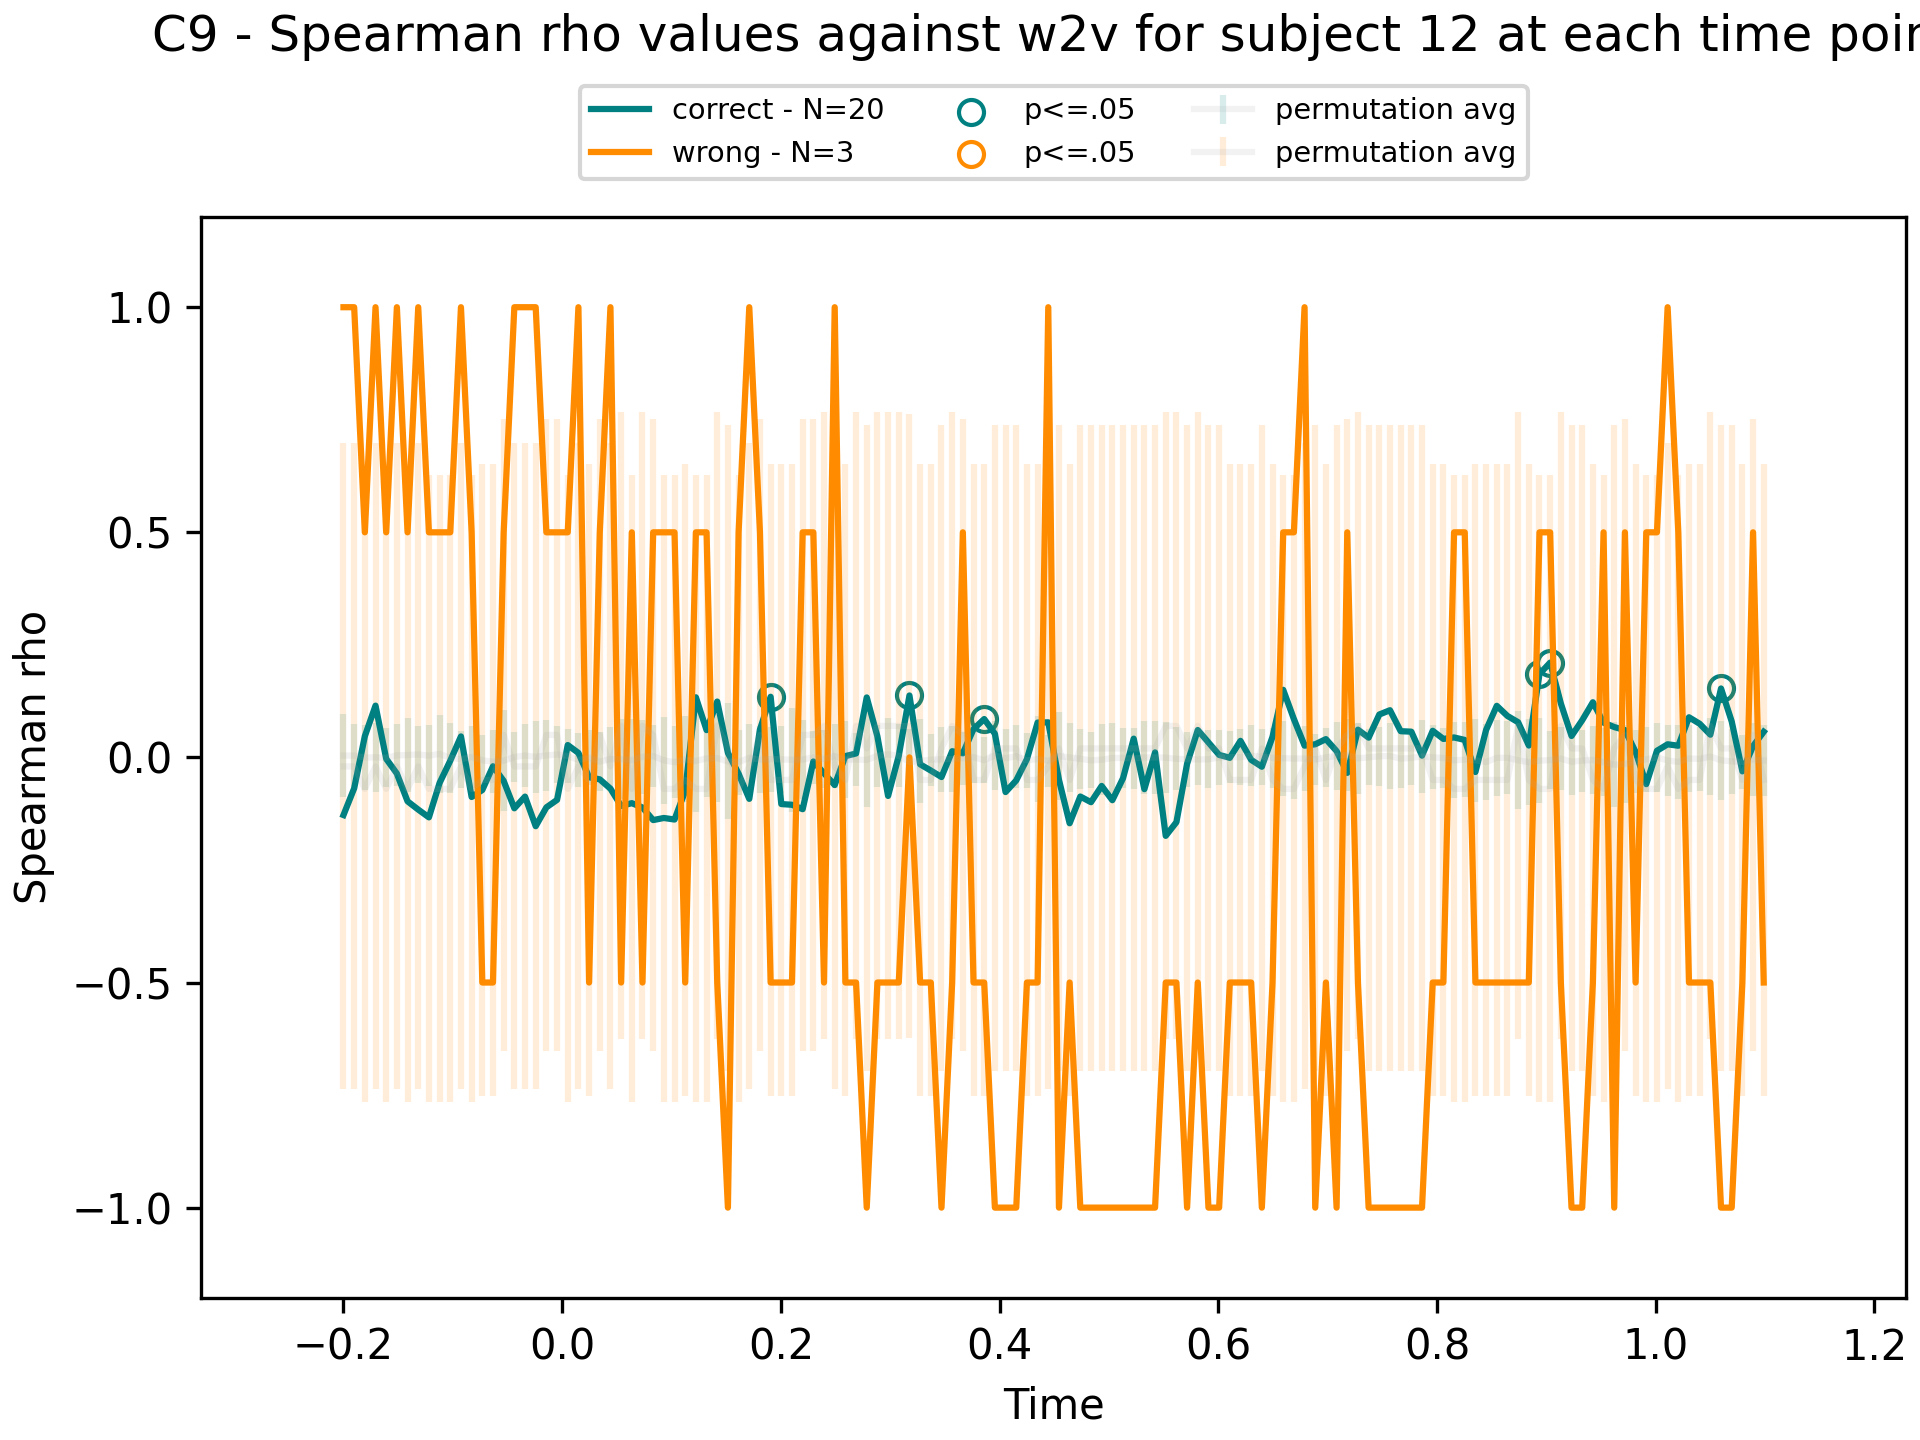 C9 - Spearman rho values against w2v for subject 12 at each time
correct - N=20 p<=.05 permutation avg
wrong - N=3 p<=.05 permutation avg
1.0
0.5
0.0
−0.5
−1.0
Spearman rho
−0.2 0.0 0.2 0.4 0.6 0.8 1.0 1.2
Time